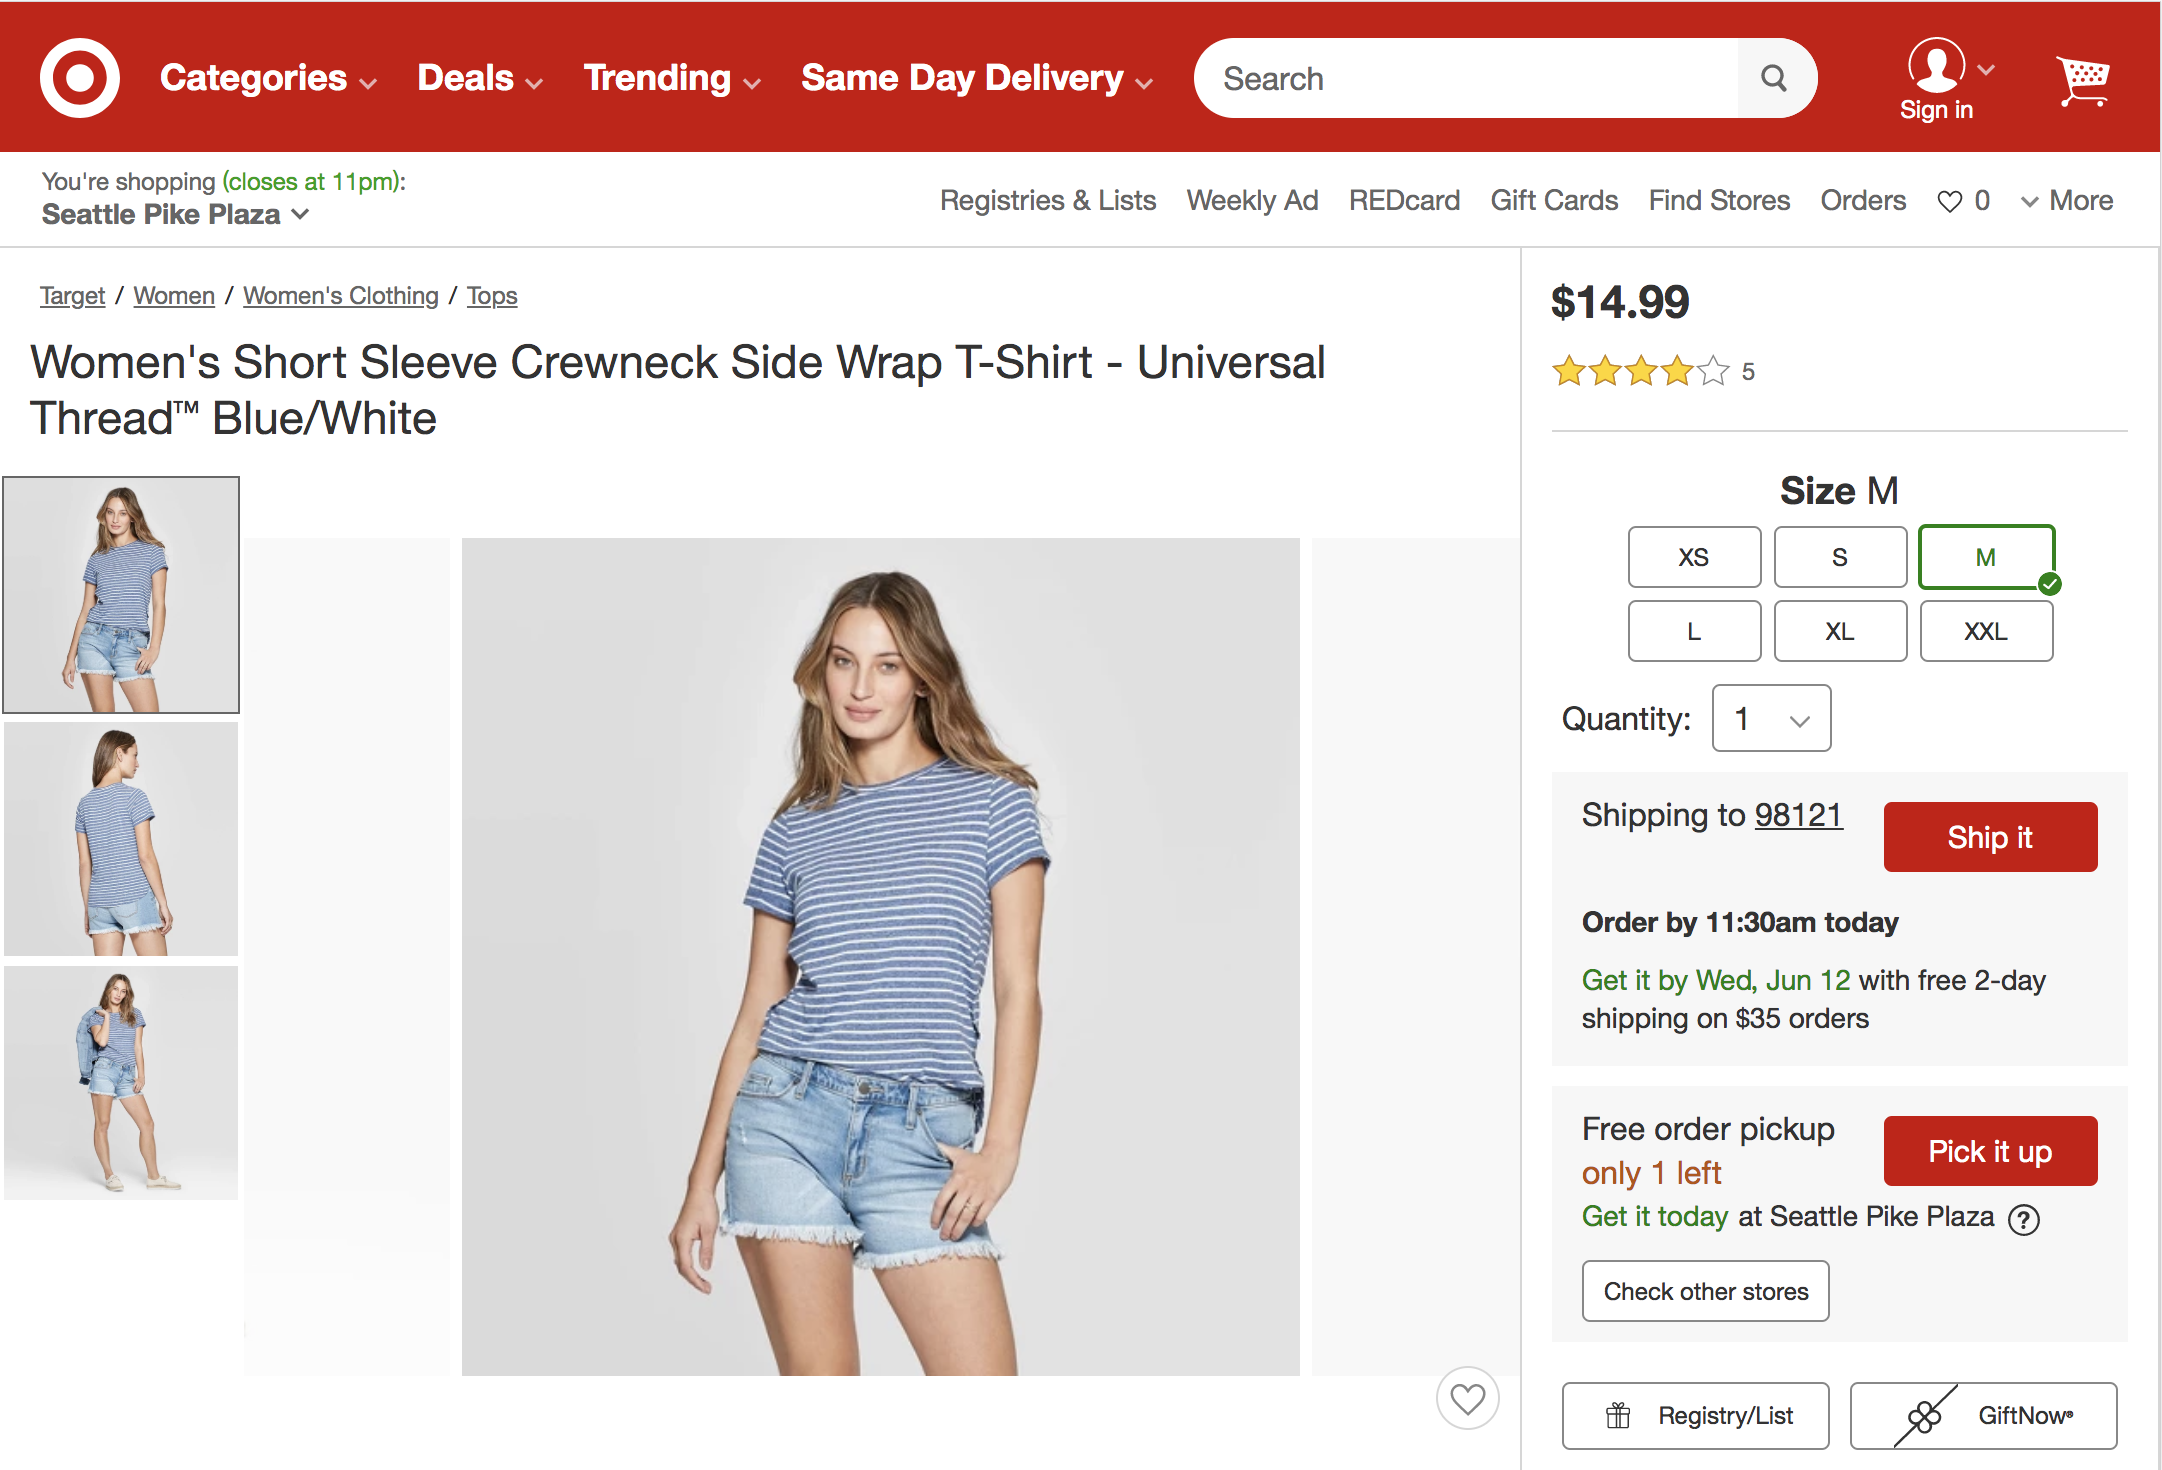 Categories
Deals
Trending
Same Day Delivery
Search
Sign in
You're shopping (closes at 11pm):
Seattle Pike Plaza
Registries & Lists
Weekly Ad
REDcard
Gift Cards
Find Stores
Orders
0
More
Target / Women / Women's Clothing / Tops
Women's Short Sleeve Crewneck Side Wrap T-Shirt - Universal
Thread™ Blue/White
$14.99
5
Size M
XS
S
M
L
XL
XXL
Quantity: 1
Shipping to 98121
Ship it
Order by 11:30am today
Get it by Wed, Jun 12 with free 2-day
shipping on $35 orders
Free order pickup
only 1 left
Pick it up
Get it today at Seattle Pike Plaza ?
Check other stores
Registry/List
GiftNow®